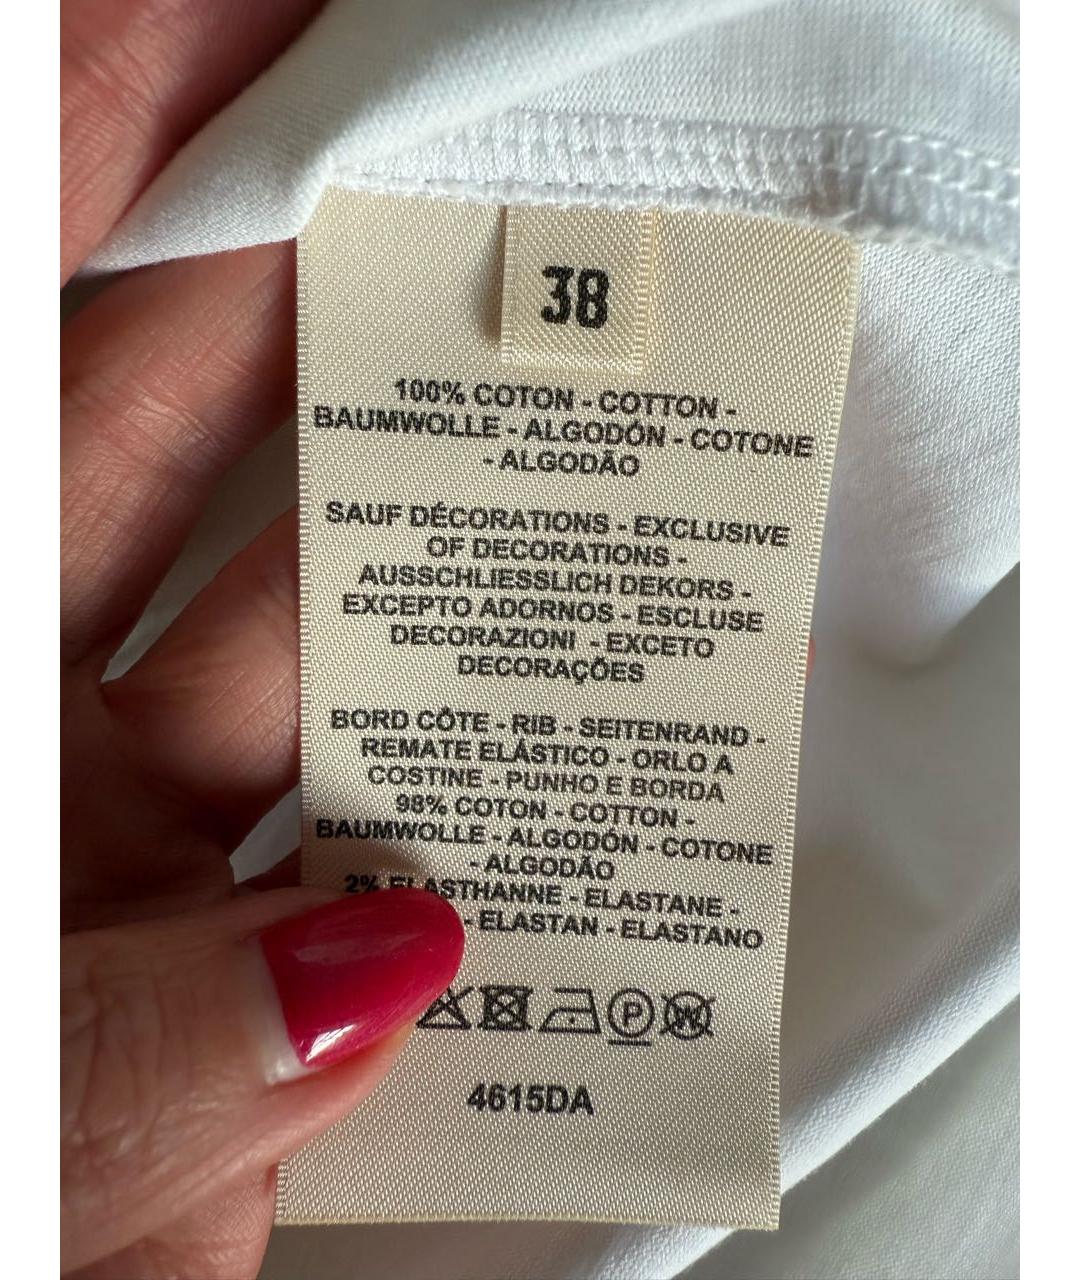 38
100% COTON - COTTON -
BAUMWOLLE - ALGODÓN - COTONE
- ALGODÃO
SAUF DÉCORATIONS - EXCLUSIVE
OF DECORATIONS -
AUSSCHLIESSLICH DEKORS -
EXCEPTO ADORNOS - ESCLUSE
DECORAZIONI - EXCETO
DECORAÇÕES
BORD CÔTE - RIB - SEITENRAND -
REMATE ELÁSTICO - ORLO A
COSTINE - PUNHO E BORDA
98% COTON - COTTON -
BAUMWOLLE - ALGODÓN - COTONE
- ALGODÃO
2% ELASTHANNE - ELASTANE -
- ELASTAN - ELASTANO
P
W
4615DA